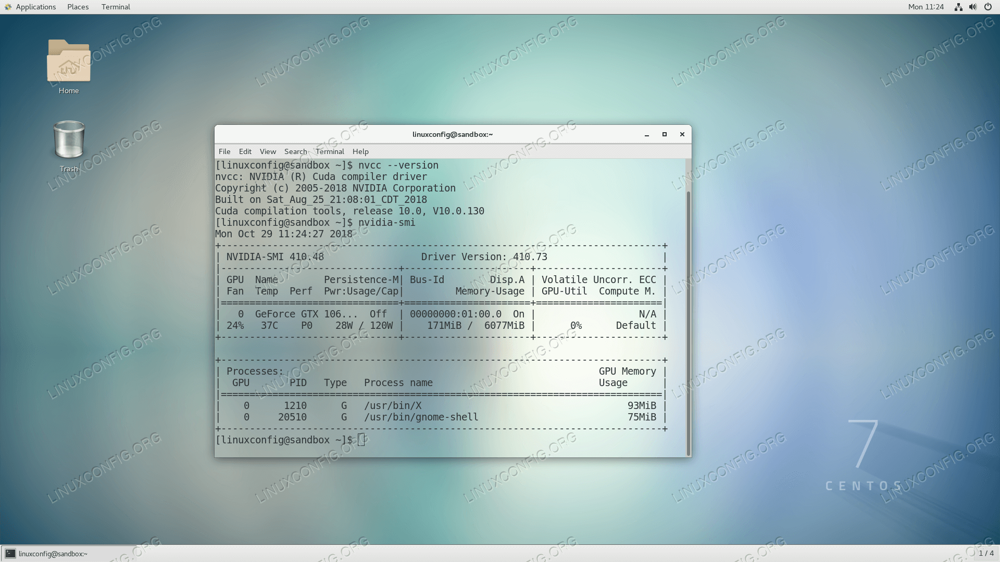 Applications Places Terminal Mon 11:24
Home
Trash
linuxconfig@sandbox:~
File Edit View Search Terminal Help
[linuxconfig@sandbox ~]$ nvcc --version
nvcc: NVIDIA (R) Cuda compiler driver
Copyright (c) 2005-2018 NVIDIA Corporation
Built on Sat_Aug_25_21:08:01_CDT_2018
Cuda compilation tools, release 10.0, V10.0.130
[linuxconfig@sandbox ~]$ nvidia-smi
Mon Oct 29 11:24:27 2018
+-----------------------------------------------------------------------------+
| NVIDIA-SMI 410.48                 Driver Version: 410.73                    |
|-------------------------------+----------------------+----------------------+
| GPU  Name        Persistence-M| Bus-Id        Disp.A | Volatile Uncorr. ECC |
| Fan  Temp  Perf  Pwr:Usage/Cap|         Memory-Usage | GPU-Util  Compute M. |
|===============================+======================+======================|
|   0  GeForce GTX 106...  Off  | 00000000:01:00.0  On |                  N/A |
| 24%   37C    P0    28W / 120W |    171MiB /  6077MiB |      0%      Default |
+-------------------------------+----------------------+----------------------+
+-----------------------------------------------------------------------------+
| Processes:                                                       GPU Memory |
|  GPU       PID   Type   Process name                             Usage      |
|=============================================================================|
|    0      1210      G   /usr/bin/X                                    93MiB |
|    0     20510      G   /usr/bin/gnome-shell                          75MiB |
+-----------------------------------------------------------------------------+
[linuxconfig@sandbox ~]$
7
CENTOS
linuxconfig@sandbox:~ 1 / 4
LINUXCONFIG.ORG